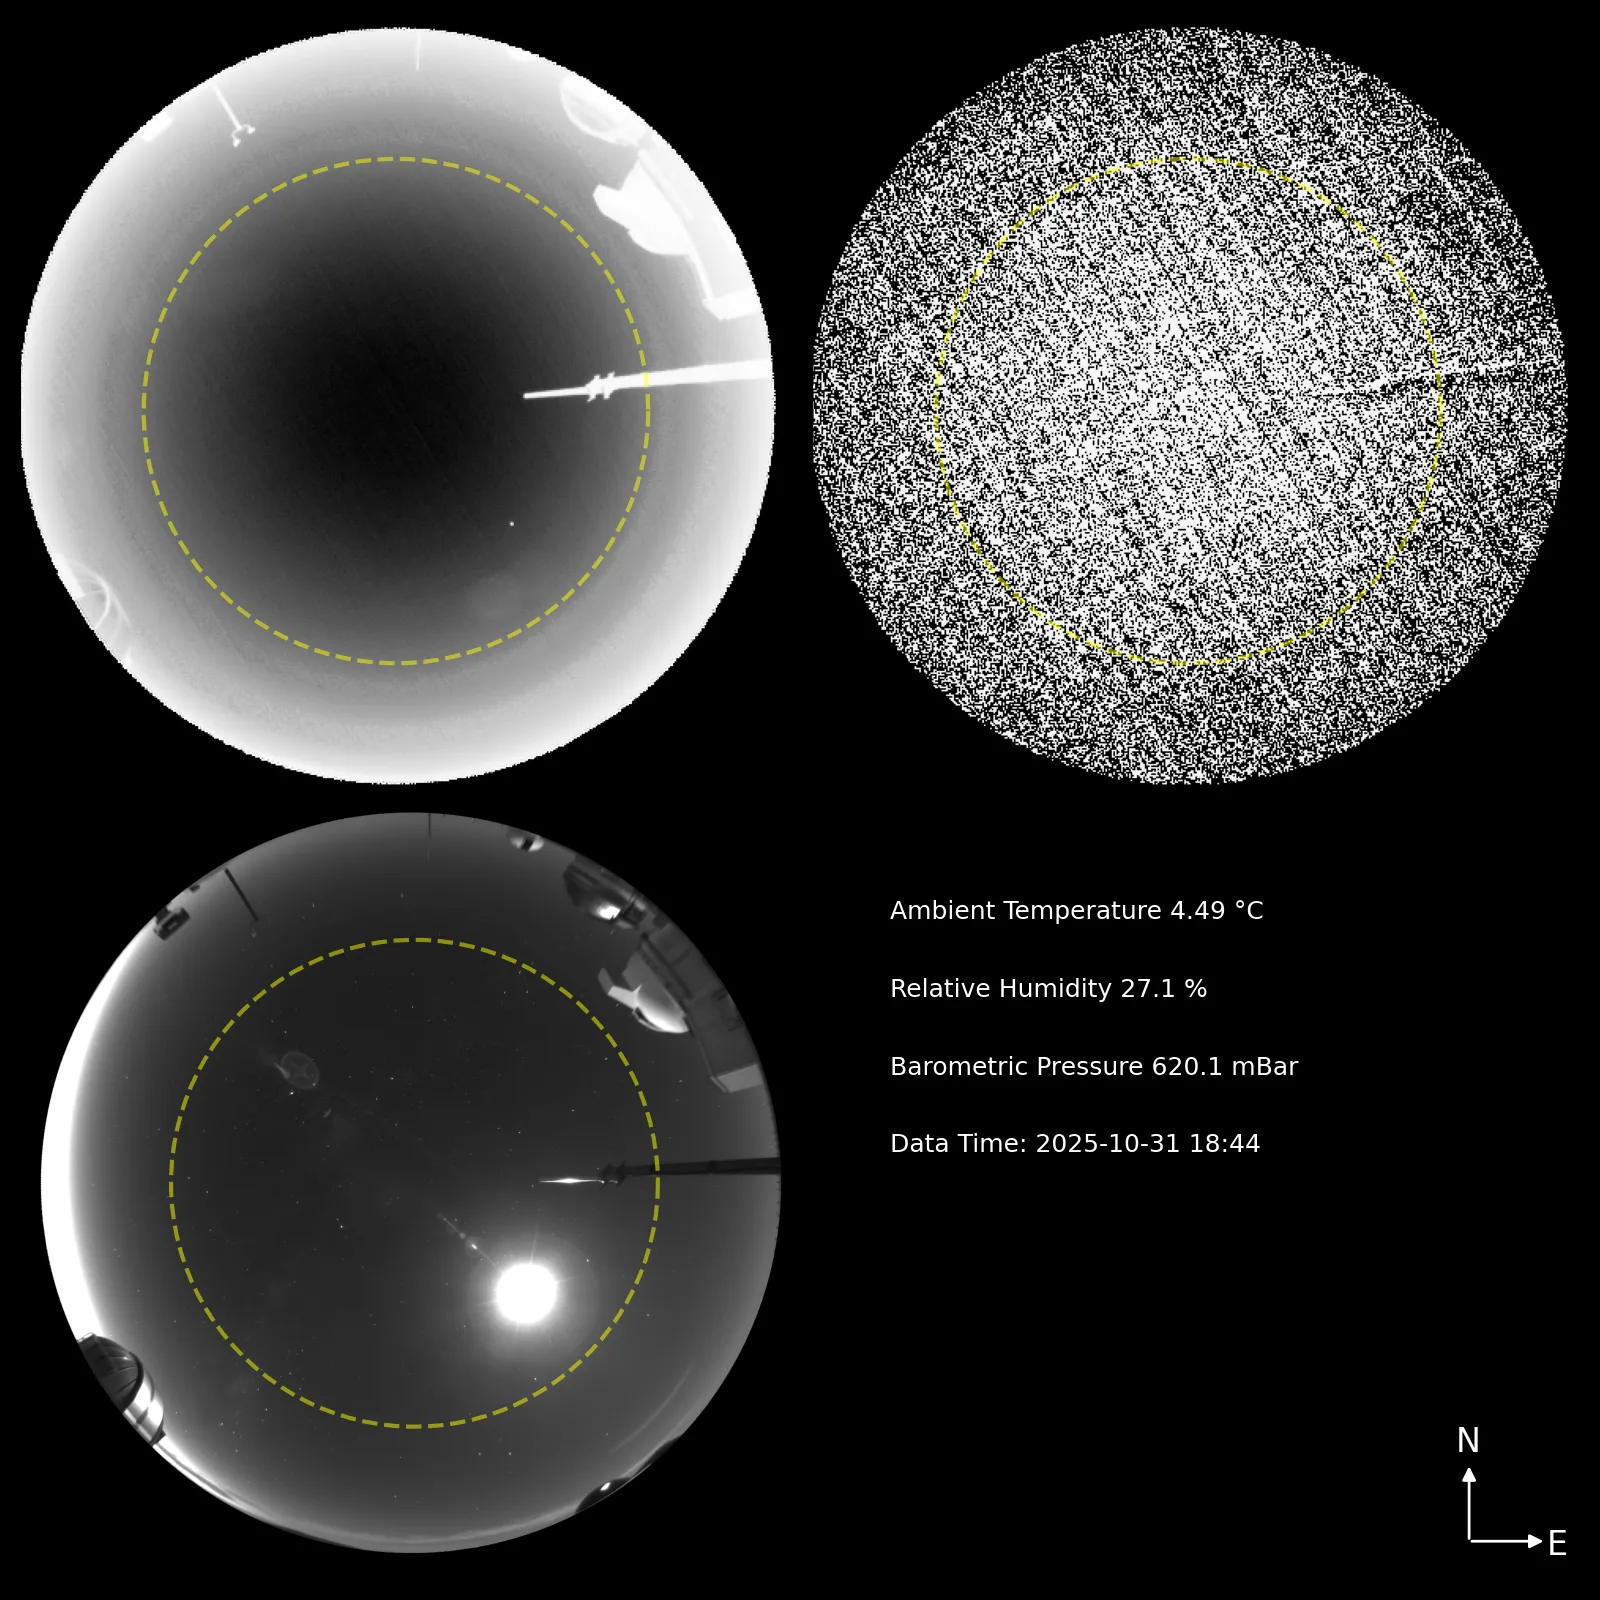 Ambient Temperature 4.49 °C
Relative Humidity 27.1 %
Barometric Pressure 620.1 mBar
Data Time: 2025-10-31 18:44
N
E